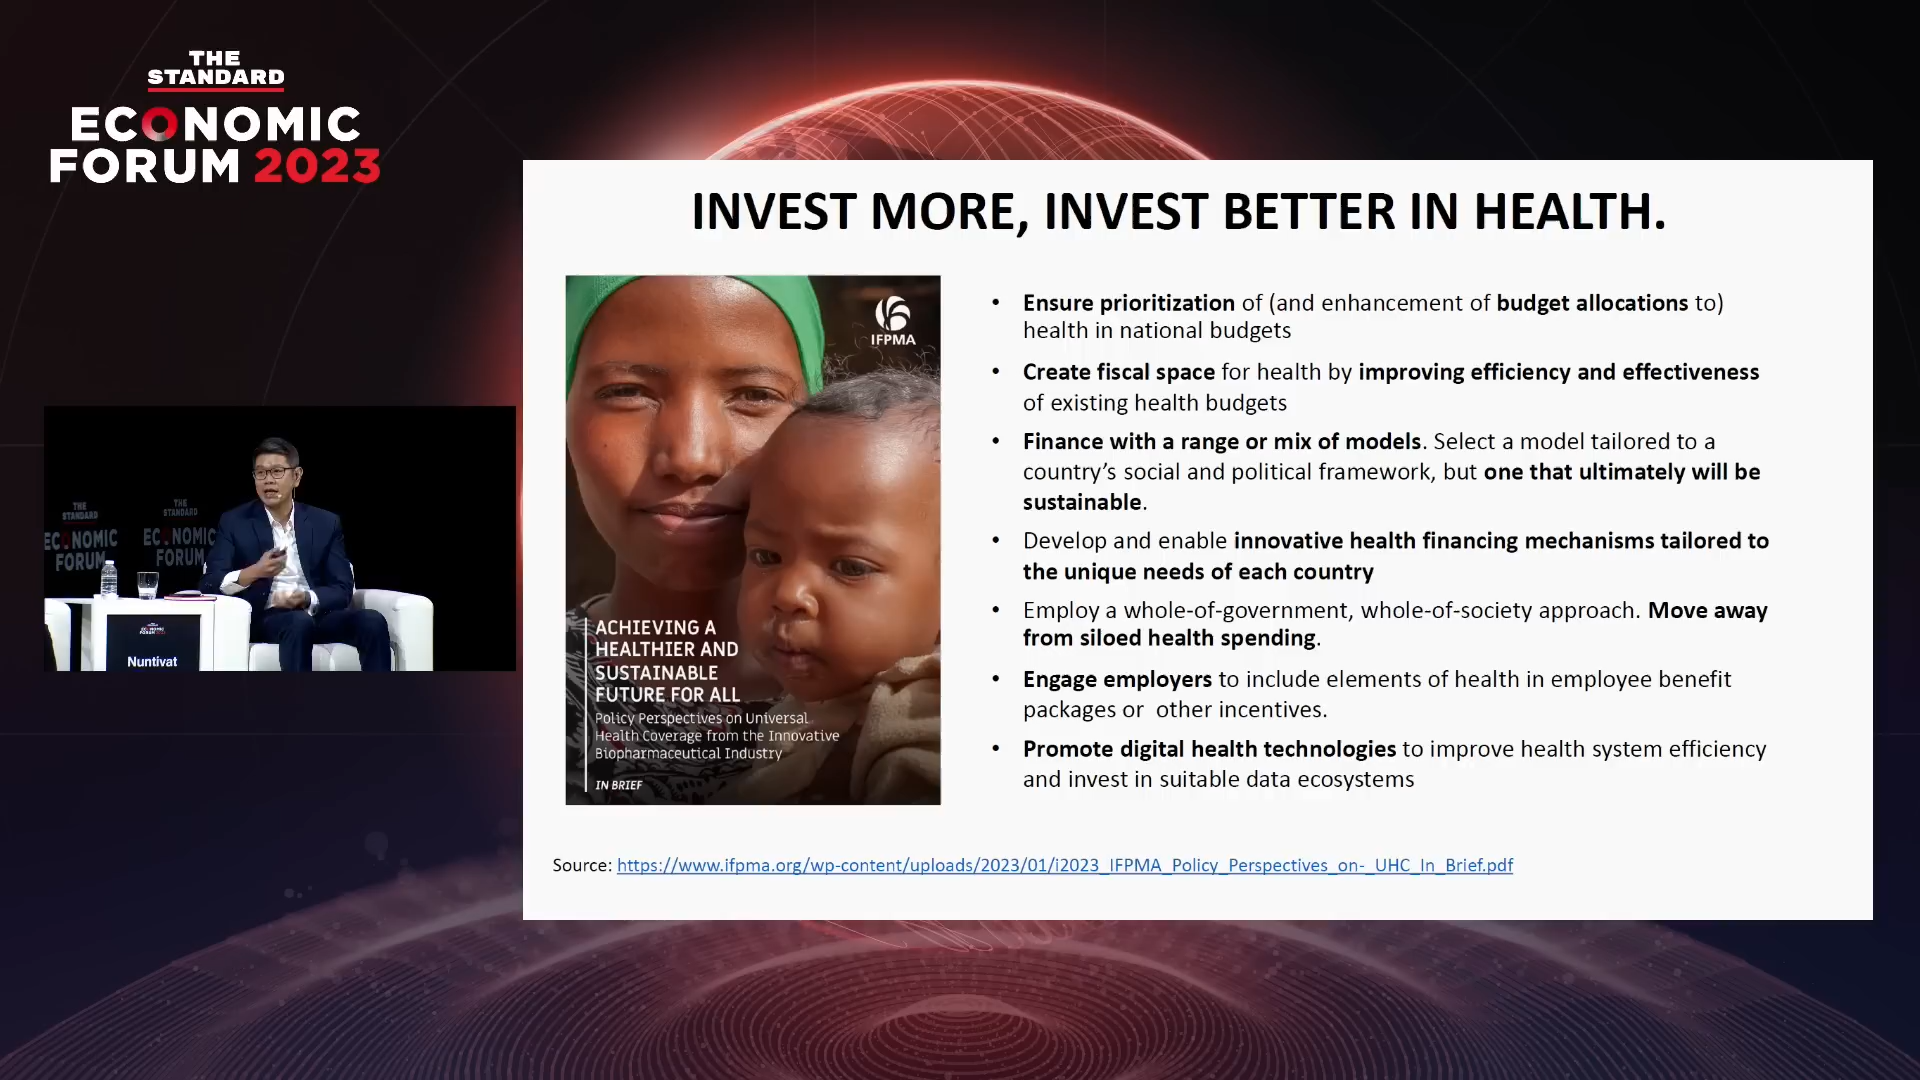 THE
STANDARD
ECONOMIC
FORUM 2023
INVEST MORE, INVEST BETTER IN HEALTH.
IFPMA
ACHIEVING A
HEALTHIER AND
SUSTAINABLE
FUTURE FOR ALL
Policy Perspectives on Universal
Health Coverage from the Innovative
Biopharmaceutical Industry
IN BRIEF
• Ensure prioritization of (and enhancement of budget allocations to)
health in national budgets
• Create fiscal space for health by improving efficiency and effectiveness
of existing health budgets
• Finance with a range or mix of models. Select a model tailored to a
country’s social and political framework, but one that ultimately will be
sustainable.
• Develop and enable innovative health financing mechanisms tailored to
the unique needs of each country
• Employ a whole-of-government, whole-of-society approach. Move away
from siloed health spending.
• Engage employers to include elements of health in employee benefit
packages or  other incentives.
• Promote digital health technologies to improve health system efficiency
and invest in suitable data ecosystems
Source: https://www.ifpma.org/wp-content/uploads/2023/01/i2023_IFPMA_Policy_Perspectives_on-_UHC_In_Brief.pdf
THE
STANDARD
ECONOMIC
FORUM
THE
STANDARD
ECONOMIC
FORUM
ECONOMIC
FORUM 2023
Nuntivat